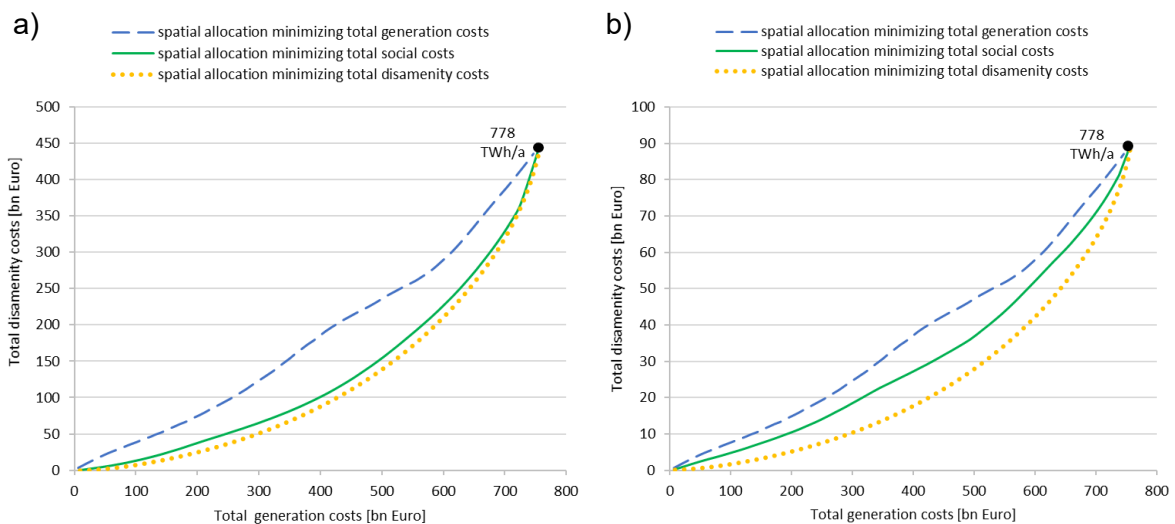 a)
spatial allocation minimizing total generation costs
spatial allocation minimizing total social costs
spatial allocation minimizing total disamenity costs
500
450
400
350
300
250
200
150
100
50
0
Total disamenity costs [bn Euro]
778
TWh/a
0 100 200 300 400 500 600 700 800
Total generation costs [bn Euro]
b)
spatial allocation minimizing total generation costs
spatial allocation minimizing total social costs
spatial allocation minimizing total disamenity costs
100
90
80
70
60
50
40
30
20
10
0
Total disamenity costs [bn Euro]
778
TWh/a
0 100 200 300 400 500 600 700 800
Total generation costs [bn Euro]